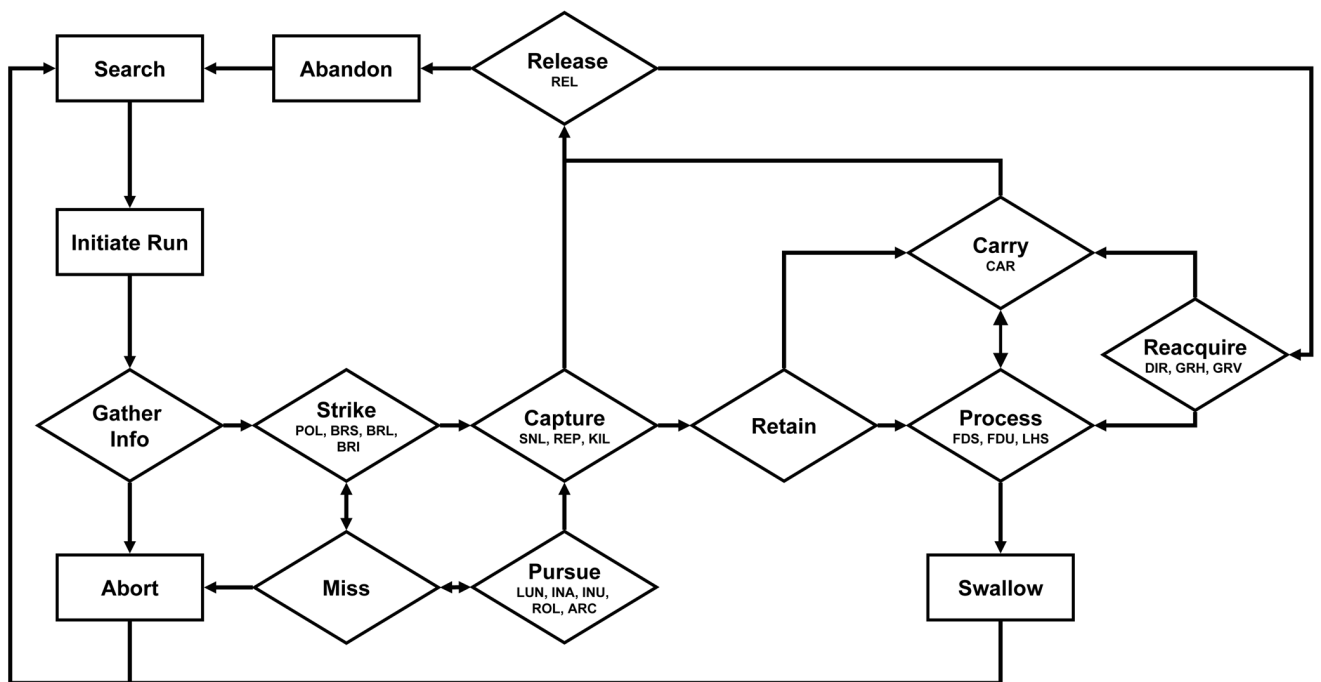 Search
Abandon
Release
REL
Initiate Run
Carry
CAR
Reacquire
DIR, GRH, GRV
Gather
Info
Strike
POL, BRS, BRL,
BRI
Capture
SNL, REP, KIL
Retain
Process
FDS, FDU, LHS
Abort
Miss
Pursue
LUN, INA, INU,
ROL, ARC
Swallow